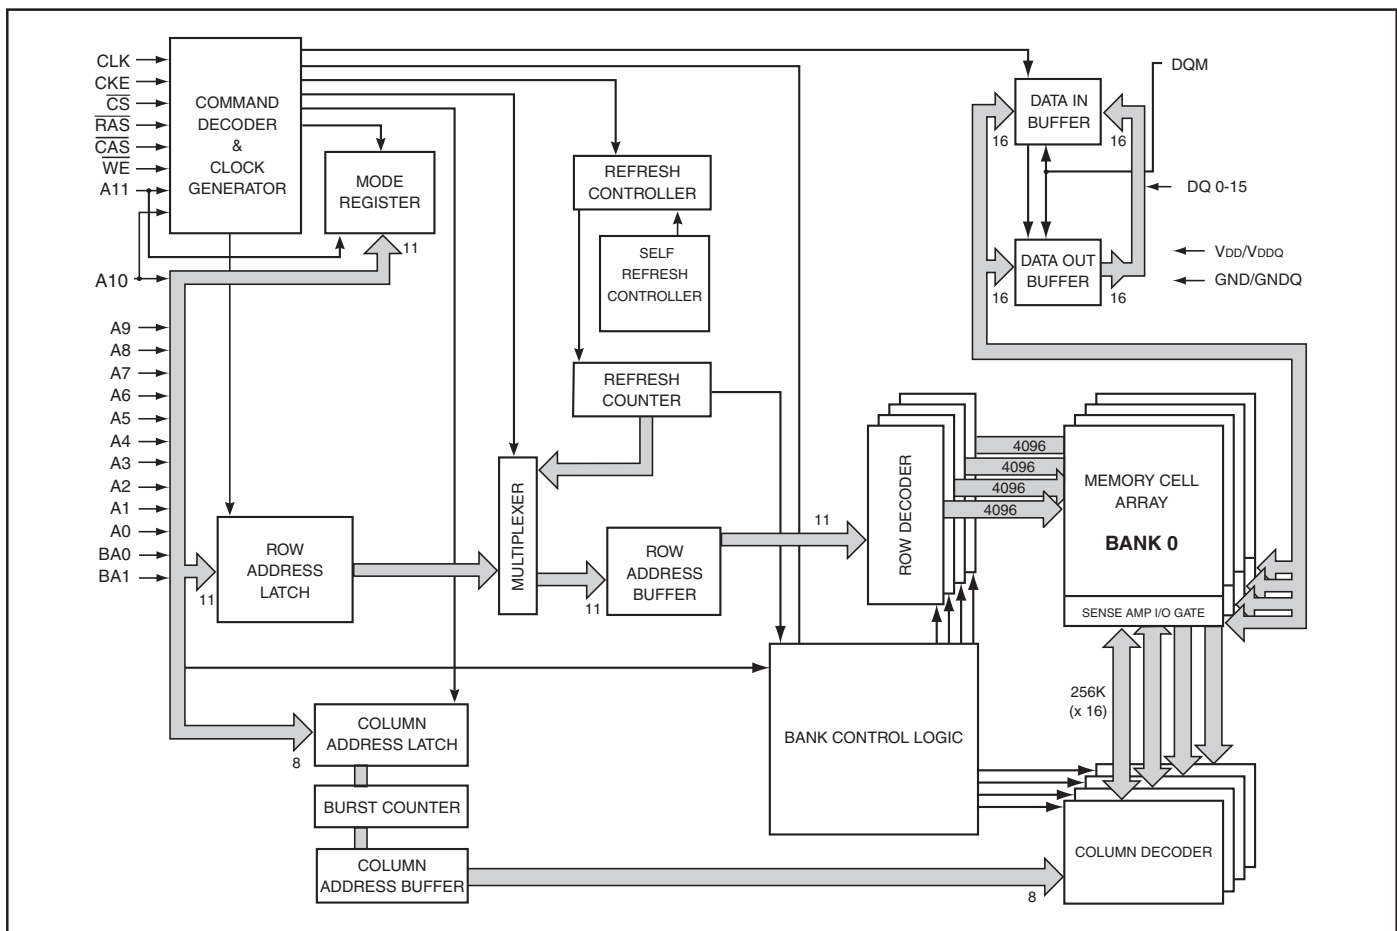 CLK
CKE
CS
RAS
CAS
WE
A11
A10
A9
A8
A7
A6
A5
A4
A3
A2
A1
A0
BA0
BA1
COMMAND
DECODER
&
CLOCK
GENERATOR
MODE
REGISTER
11
REFRESH
CONTROLLER
SELF
REFRESH
CONTROLLER
REFRESH
COUNTER
MULTIPLEXER
11
ROW
ADDRESS
LATCH
11
ROW
ADDRESS
BUFFER
11
ROW DECODER
4096
4096
4096
4096
MEMORY CELL
ARRAY
BANK 0
SENSE AMP I/O GATE
DATA IN
BUFFER
16
16
DQM
DQ 0-15
DATA OUT
BUFFER
16
16
VDD/VDDQ
GND/GNDQ
256K
(x 16)
BANK CONTROL LOGIC
8
COLUMN
ADDRESS LATCH
BURST COUNTER
COLUMN
ADDRESS BUFFER
8
COLUMN DECODER